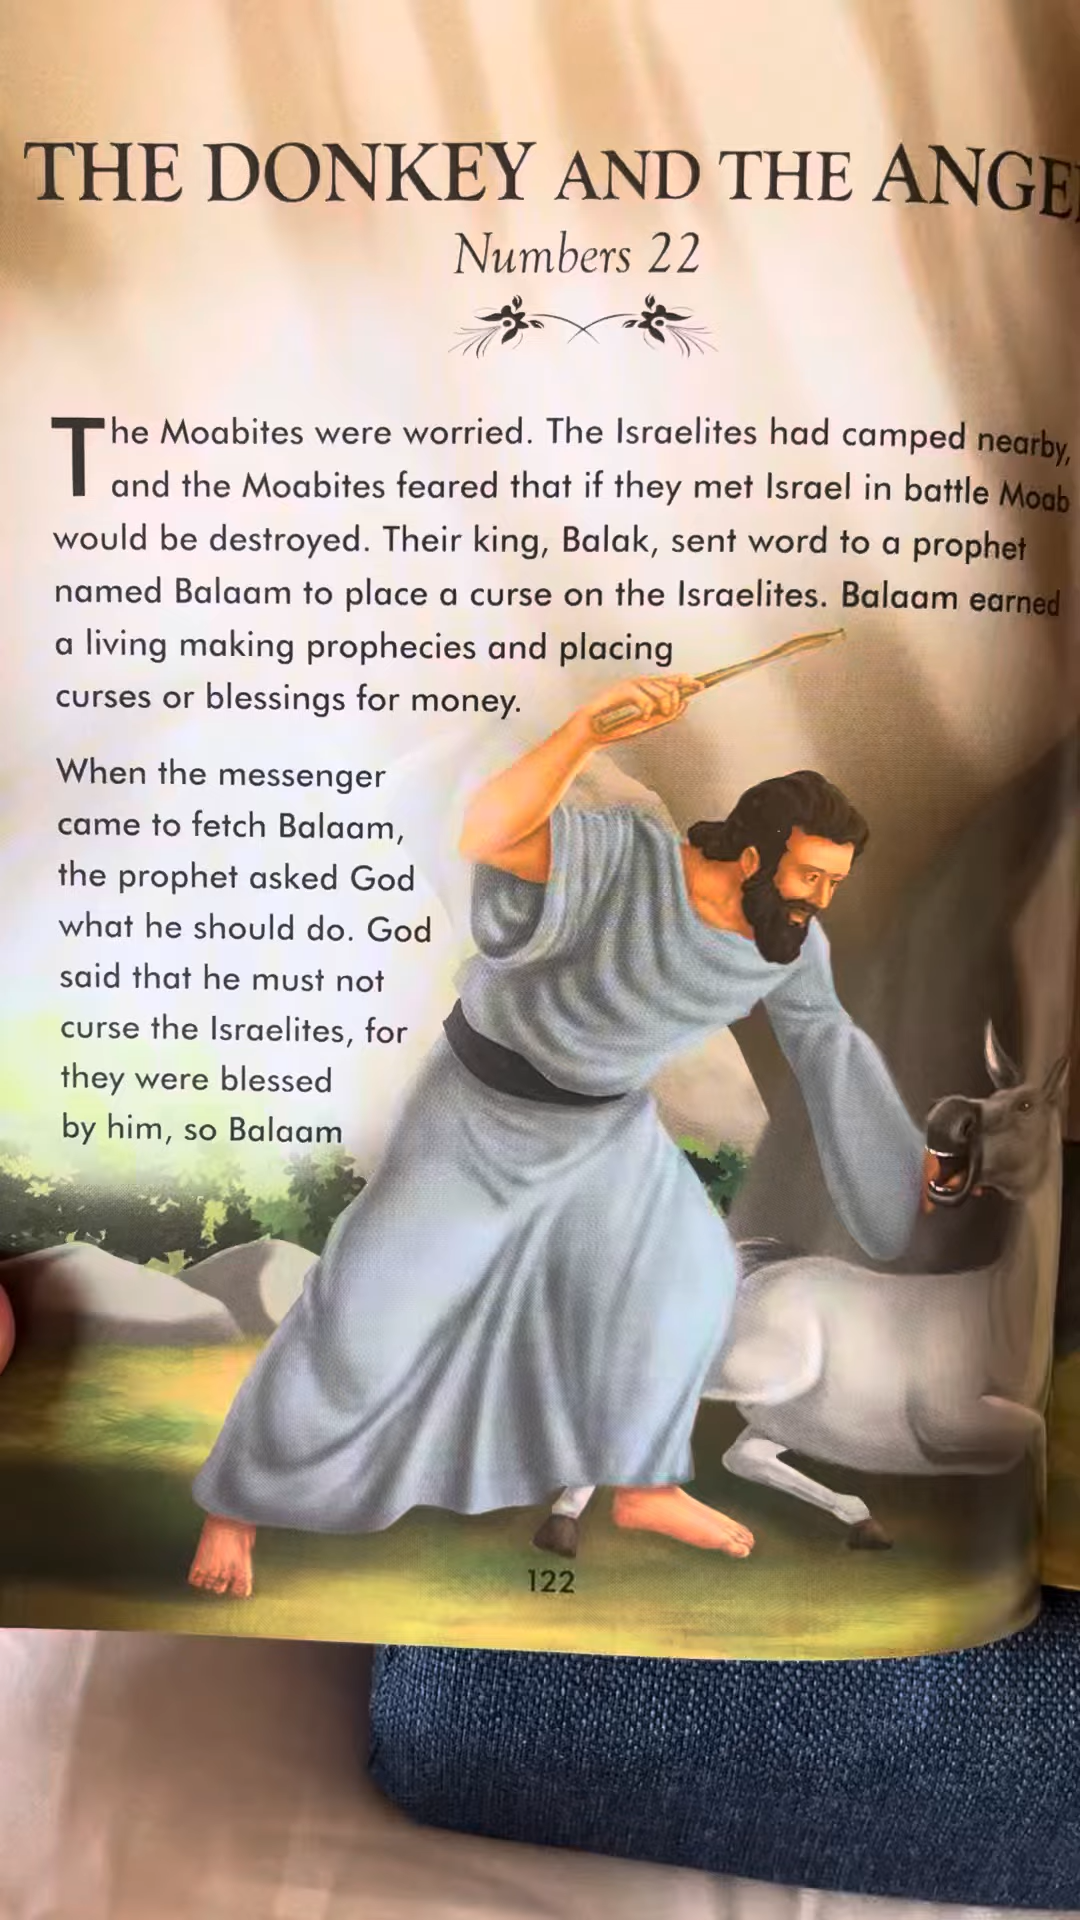 THE DONKEY AND THE ANGE
Numbers 22
The Moabites were worried. The Israelites had camped nearby,
and the Moabites feared that if they met Israel in battle Moab
would be destroyed. Their king, Balak, sent word to a prophet
named Balaam to place a curse on the Israelites. Balaam earned
a living making prophecies and placing
curses or blessings for money.
When the messenger
came to fetch Balaam,
the prophet asked God
what he should do. God
said that he must not
curse the Israelites, for
they were blessed
by him, so Balaam
122